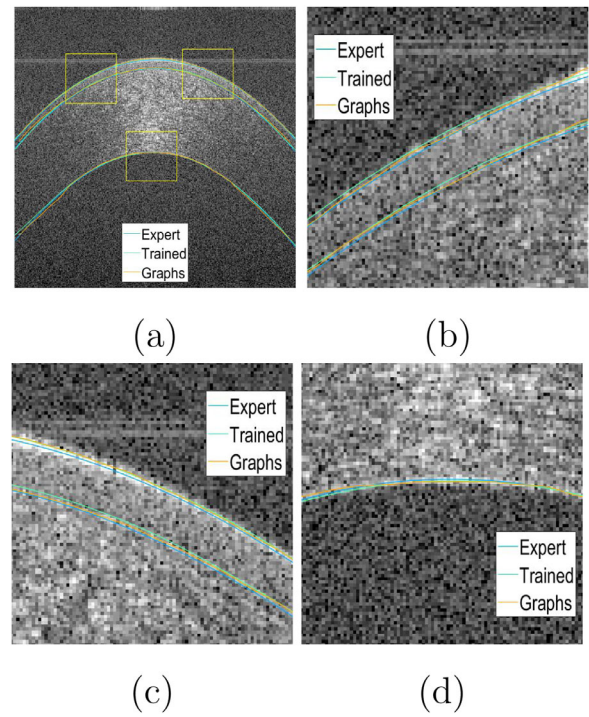 Expert
Trained
Graphs
(a)
Expert
Trained
Graphs
(b)
Expert
Trained
Graphs
(c)
Expert
Trained
Graphs
(d)